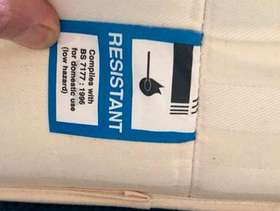 RESISTANT
Complies with
BS 7177 : 1996
for domestic use
(low hazard)